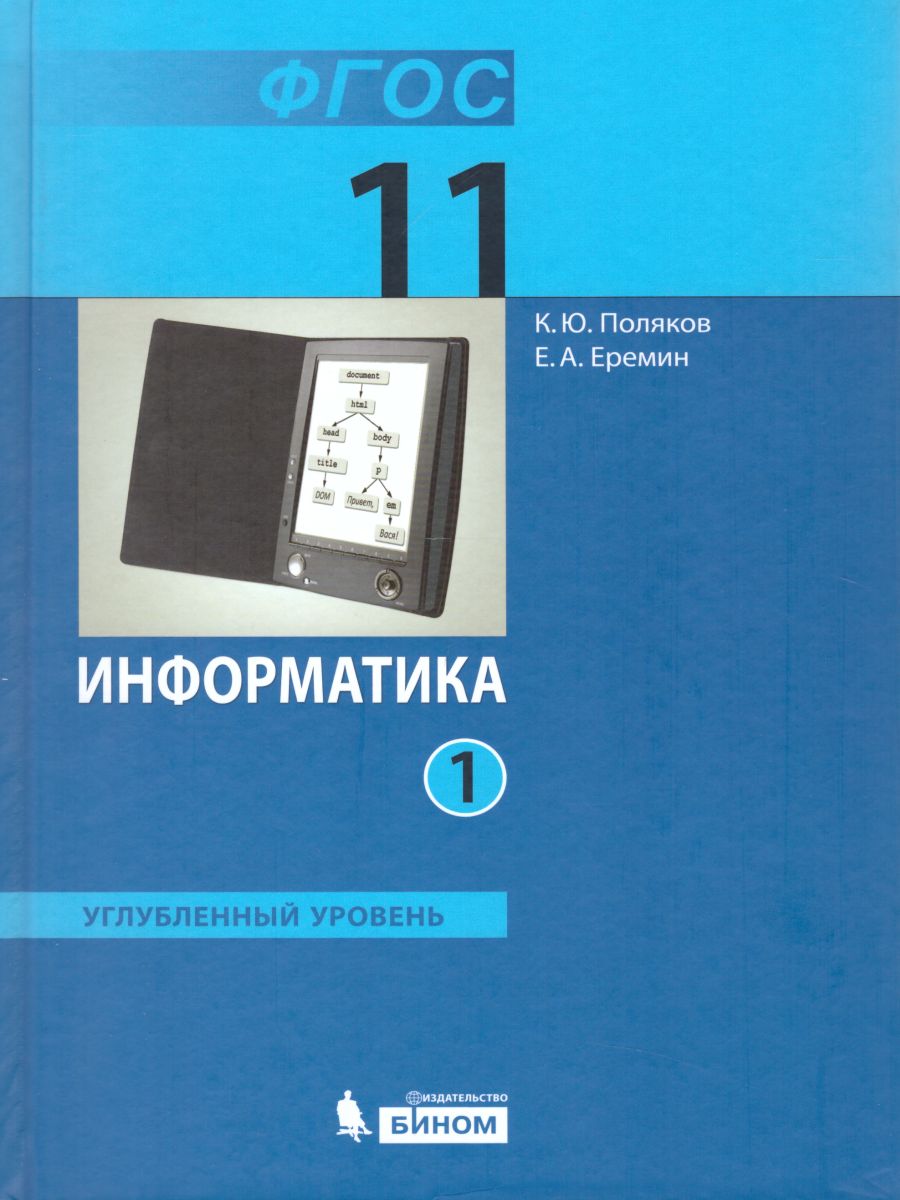 ФГОС
11
К. Ю. Поляков
Е. А. Еремин
document
html
head
body
title
p
DOM
Привет,
em
Вася!
ИНФОРМАТИКА
1
УГЛУБЛЕННЫЙ УРОВЕНЬ
ИЗДАТЕЛЬСТВО
БИНОМ